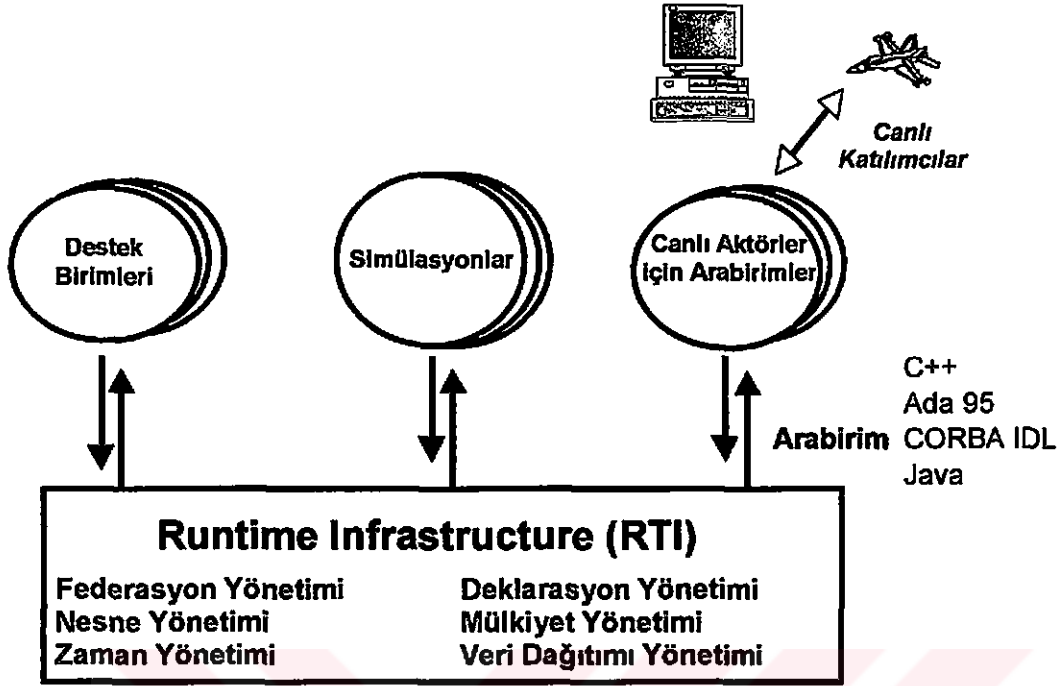 Canlı
Katılımcılar
Destek
Birimleri
Simülasyonlar
Canlı Aktörler
için Arabirimler
C++
Ada 95
Arabirim CORBA IDL
Java
Runtime Infrastructure (RTI)
Federasyon Yönetimi Deklarasyon Yönetimi
Nesne Yönetimi Mülkiyet Yönetimi
Zaman Yönetimi Veri Dağıtımı Yönetimi